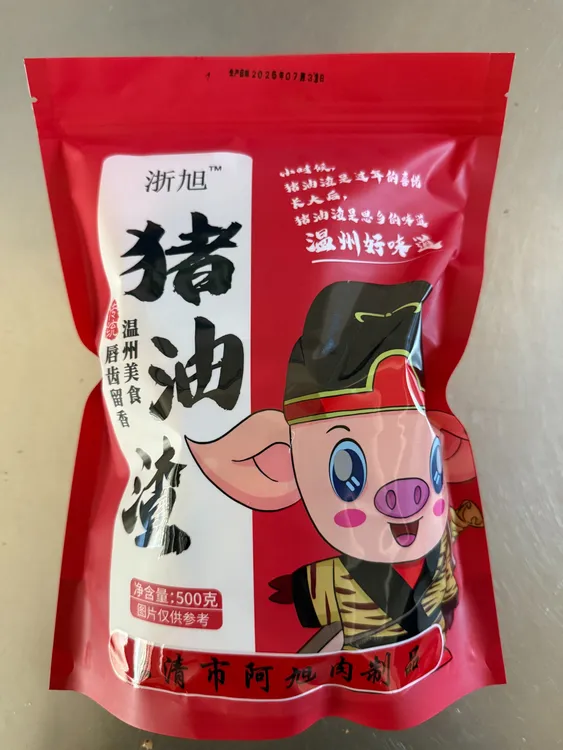 浙旭™
猪油渣
温州美食
唇齿留香
小时候，
猪油渣是过年的喜悦
长大后，
猪油渣是思乡的味道
温州好味道
净含量:500克
图片仅供参考
清市阿旭肉制品